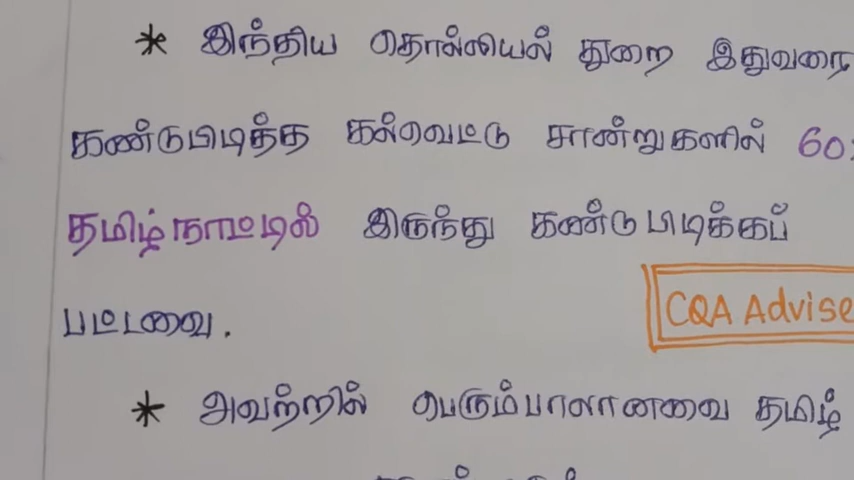 * இந்திய தொல்லியல் துறை இதுவரை
கண்டுபிடித்த கல்வெட்டு சான்றுகளில் 60
தமிழ்நாட்டில் இருந்து கண்டுபிடிக்கப்
பட்டவை.
CQA Advise
* அவற்றில் பெரும்பாலானவை தமிழ்